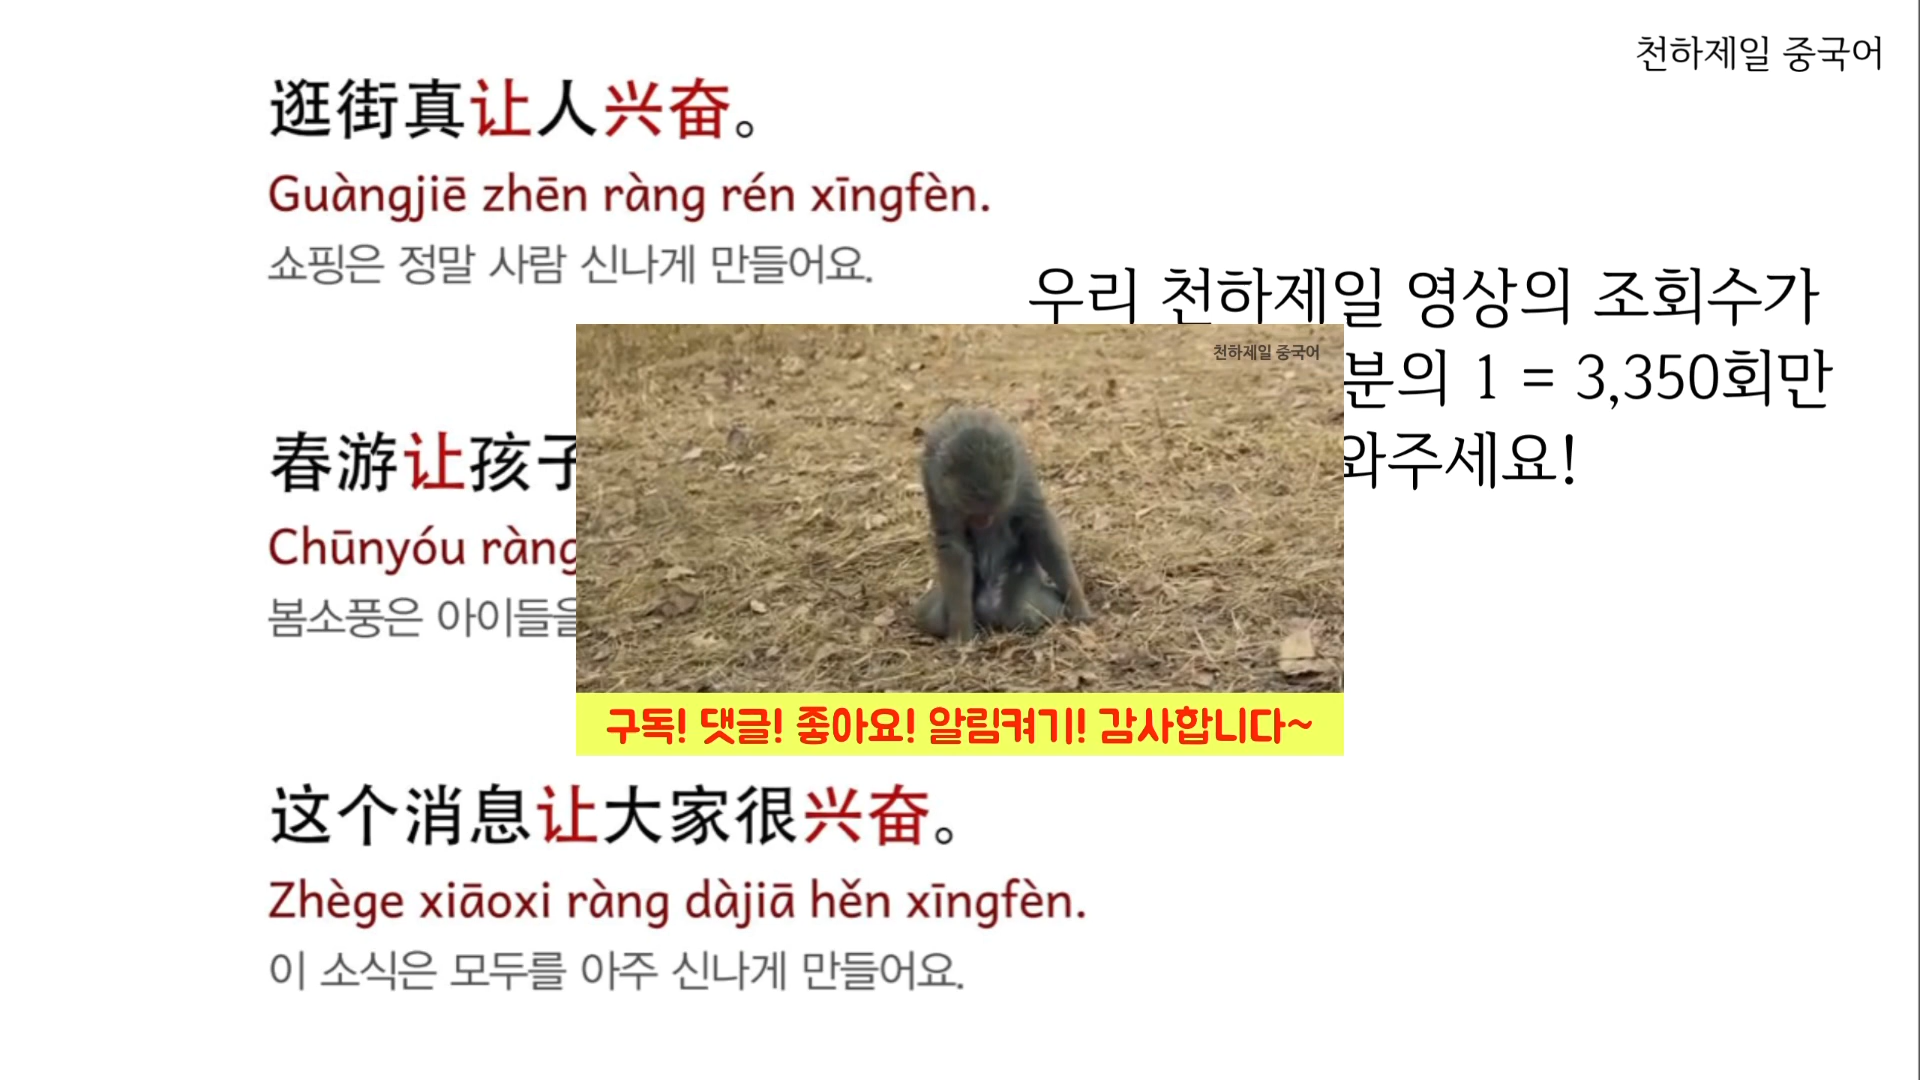 천하제일 중국어
逛街真让人兴奋。
Guàngjiē zhēn ràng rén xīngfèn.
쇼핑은 정말 사람 신나게 만들어요.
우리 천하제일 영상의 조회수가
분의 1 = 3,350회만
와주세요!
천하제일 중국어
春游让孩子
Chūnyóu ràng
봄소풍은 아이들을
구독! 댓글! 좋아요! 알림켜기! 감사합니다~
这个消息让大家很兴奋。
Zhège xiāoxi ràng dàjiā hěn xīngfèn.
이 소식은 모두를 아주 신나게 만들어요.